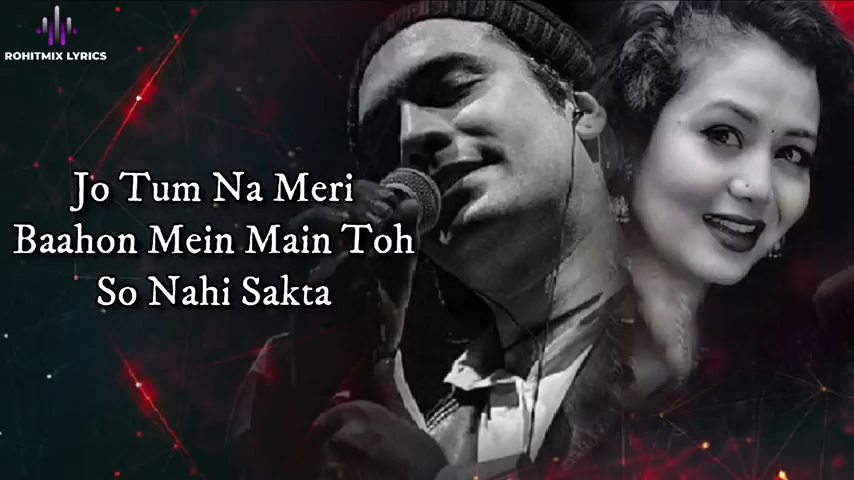 ROHITMIX LYRICS
Jo Tum Na Meri
Baahon Mein Main Toh
So Nahi Sakta